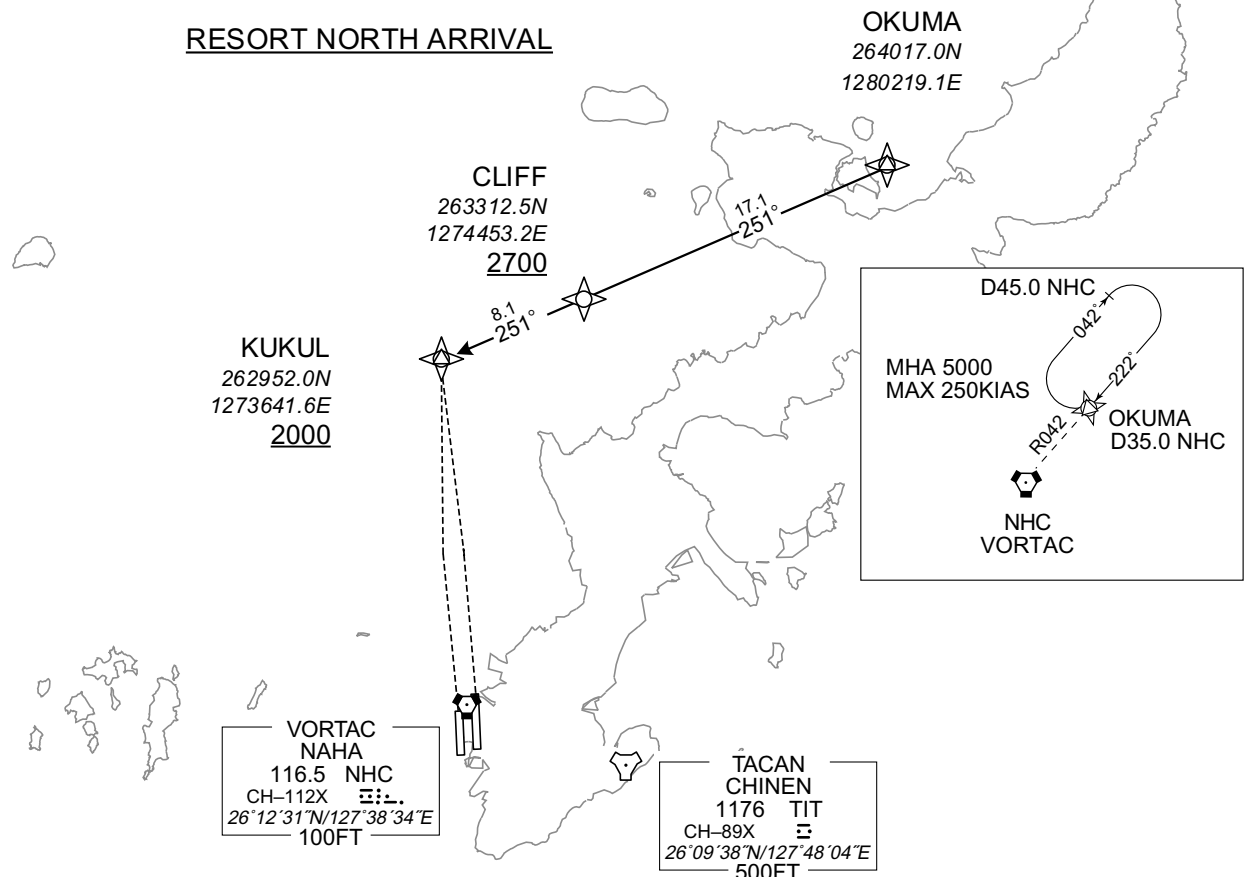 RESORT NORTH ARRIVAL
OKUMA
264017.0N
1280219.1E
CLIFF
263312.5N
1274453.2E
2700
17.1
251°
8.1
251°
KUKUL
262952.0N
1273641.6E
2000
D45.0 NHC
042°
222°
MHA 5000
MAX 250KIAS
OKUMA
D35.0 NHC
R042
NHC
VORTAC
VORTAC
NAHA
116.5 NHC
CH–112X
26°12´31˝N/127°38´34˝E
100FT
TACAN
CHINEN
1176 TIT
CH–89X
26°09´38˝N/127°48´04˝E
500FT